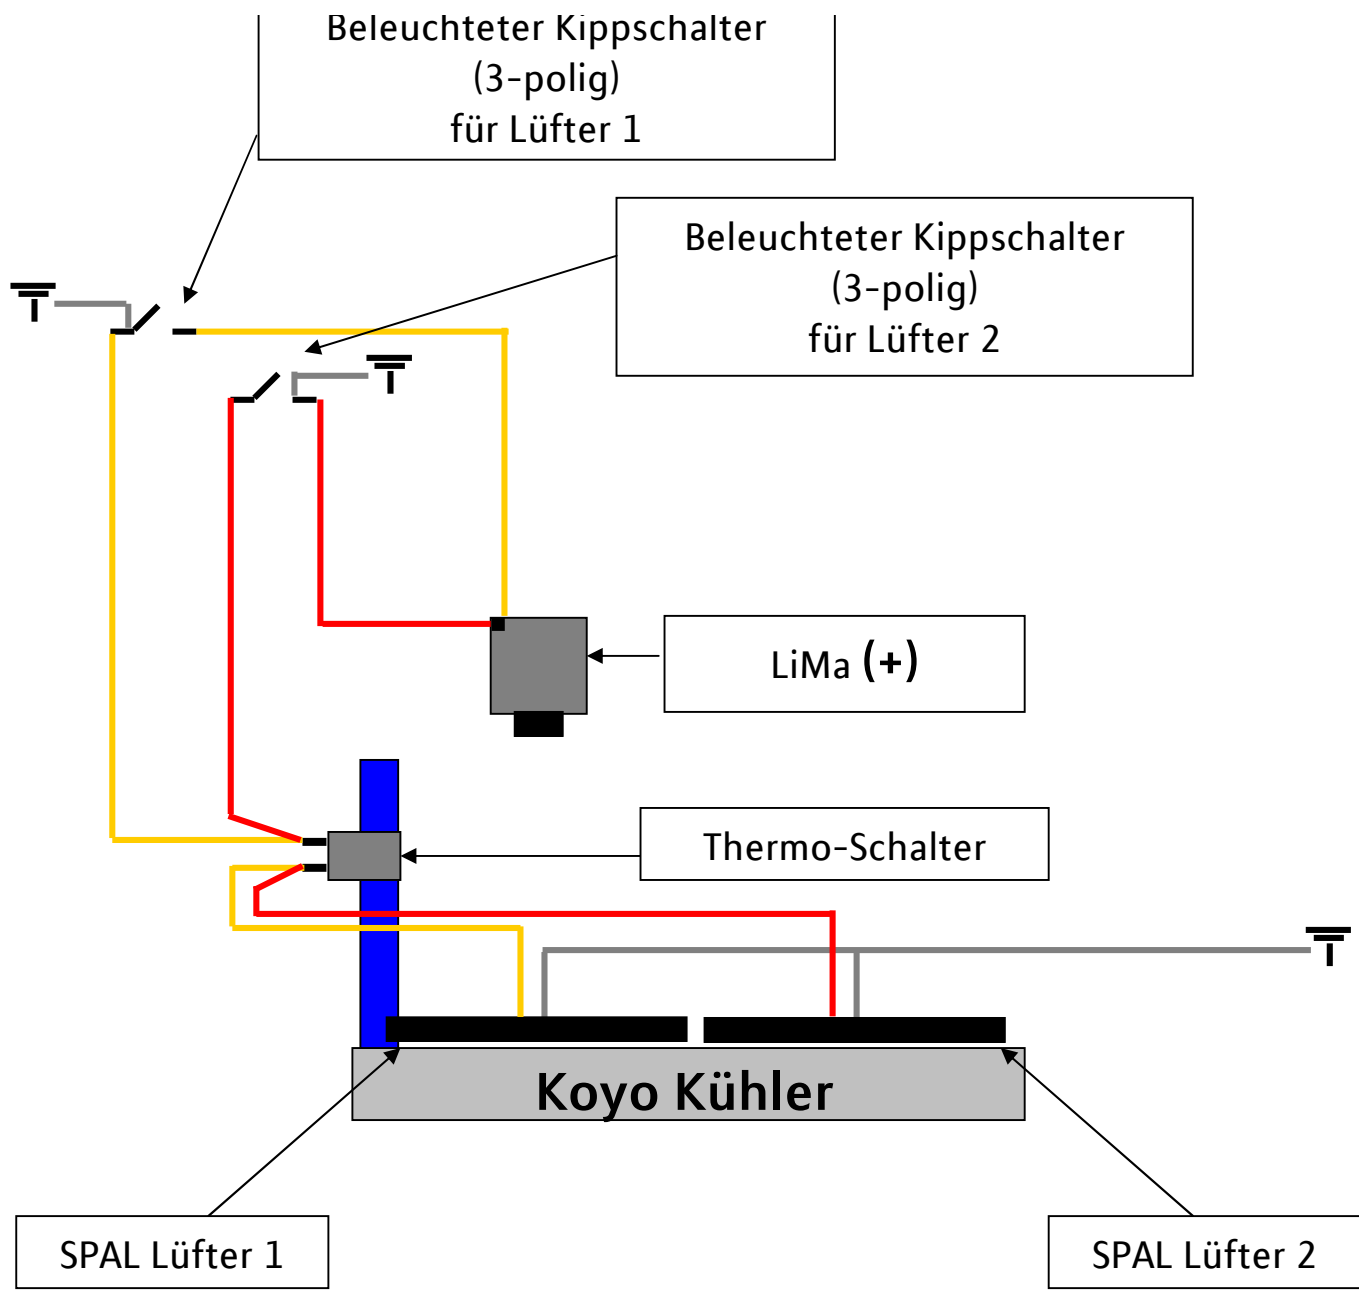 Beleuchteter Kippschalter
(3-polig)
für Lüfter 1
Beleuchteter Kippschalter
(3-polig)
für Lüfter 2
LiMa (+)
Thermo-Schalter
Koyo Kühler
SPAL Lüfter 1
SPAL Lüfter 2